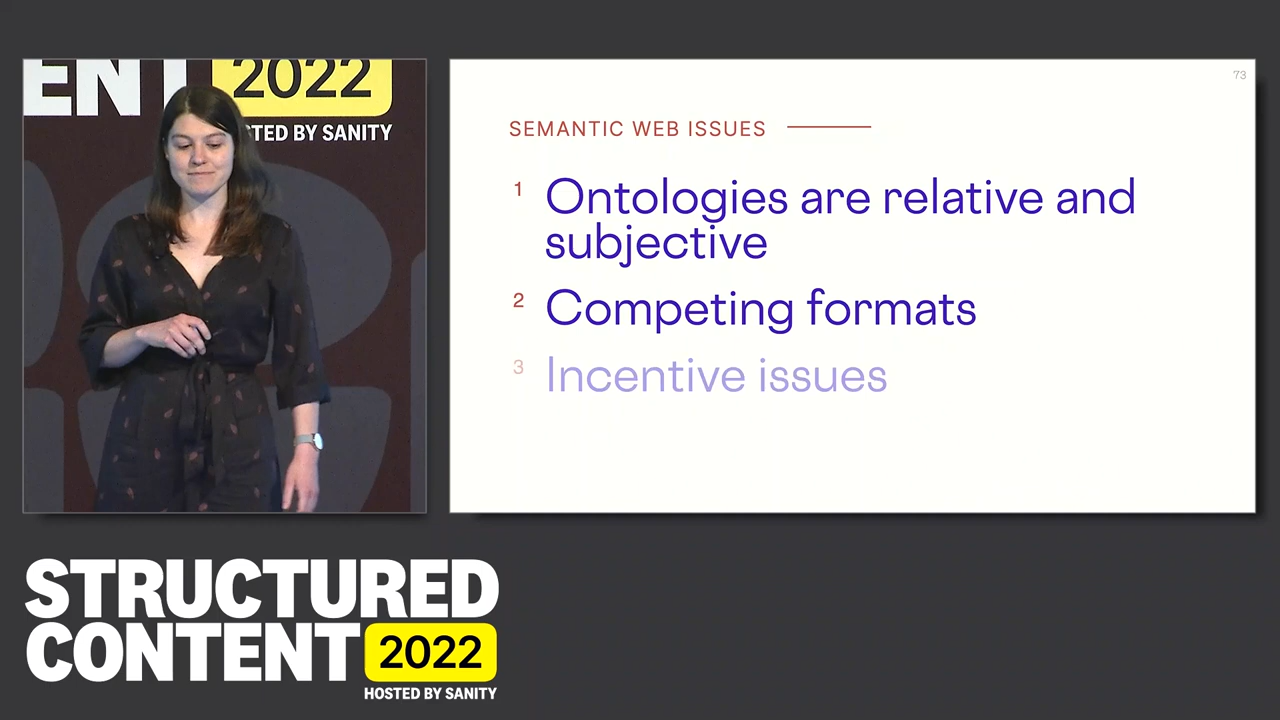 ENT 2022
STED BY SANITY
73
SEMANTIC WEB ISSUES
1 Ontologies are relative and
subjective
2 Competing formats
3 Incentive issues
STRUCTURED
CONTENT 2022
HOSTED BY SANITY